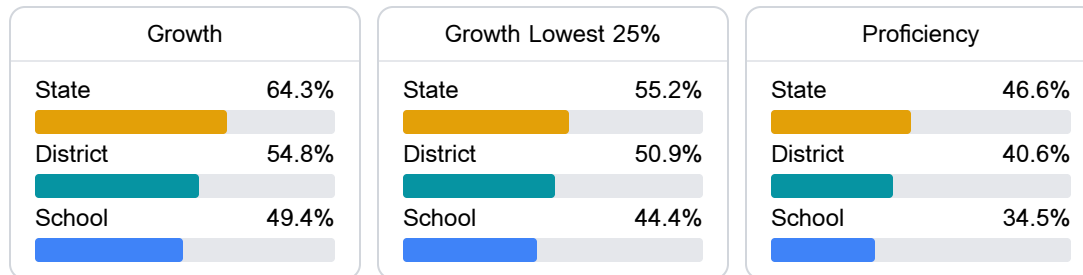 Growth
State 64.3%
District 54.8%
School 49.4%
Growth Lowest 25%
State 55.2%
District 50.9%
School 44.4%
Proficiency
State 46.6%
District 40.6%
School 34.5%